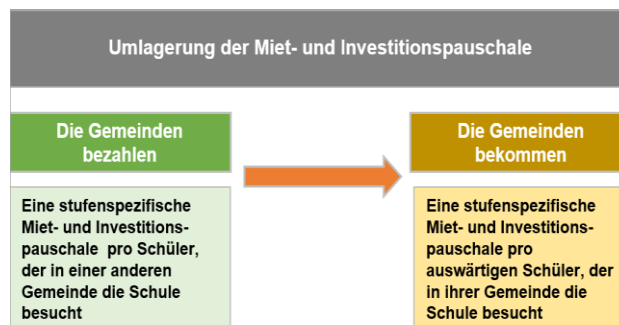 Umlagerung der Miet- und Investitionspauschale
Die Gemeinden
bezahlen
Die Gemeinden
bekommen
Eine stufenspezifische
Miet- und Investitions-
pauschale pro Schüler,
der in einer anderen
Gemeinde die Schule
besucht
Eine stufenspezifische
Miet- und Investitions-
pauschale pro
auswärtigen Schüler, der
in ihrer Gemeinde die
Schule besucht